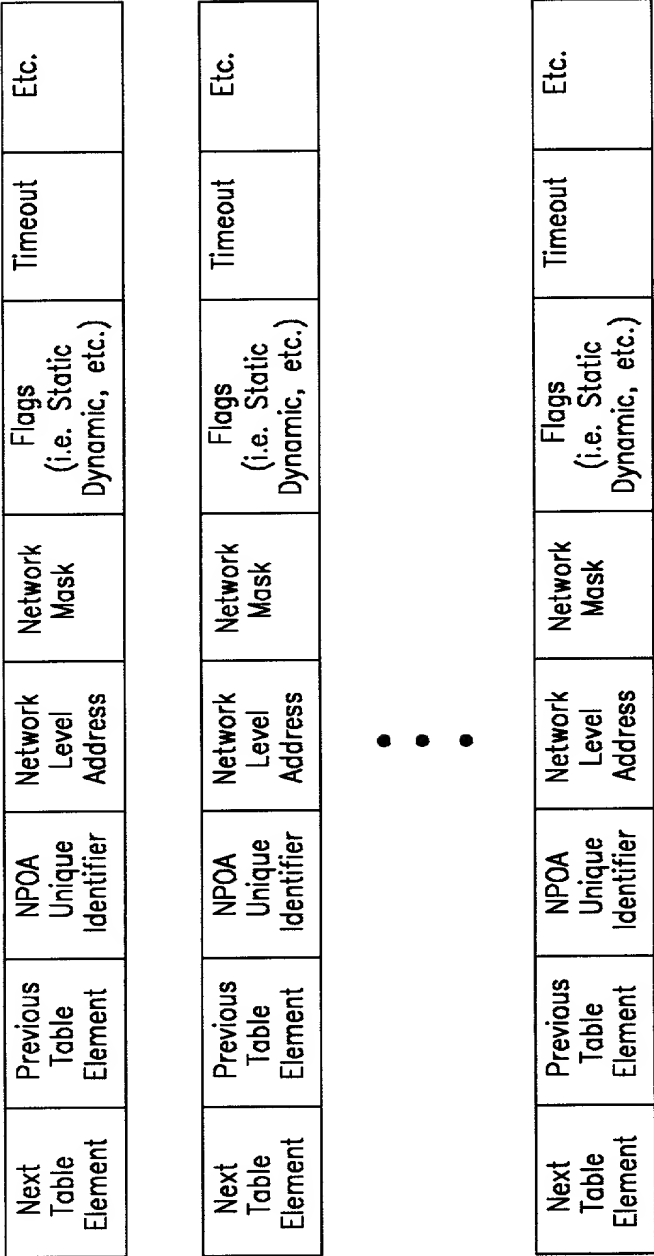 Next
Table
Element
Previous
Table
Element
NPOA
Unique
Identifier
Network
Level
Address
Network
Mask
Flags
(i.e. Static
Dynamic, etc.)
Timeout
Etc.
Next
Table
Element
Previous
Table
Element
NPOA
Unique
Identifier
Network
Level
Address
Network
Mask
Flags
(i.e. Static
Dynamic, etc.)
Timeout
Etc.
Next
Table
Element
Previous
Table
Element
NPOA
Unique
Identifier
Network
Level
Address
Network
Mask
Flags
(i.e. Static
Dynamic, etc.)
Timeout
Etc.